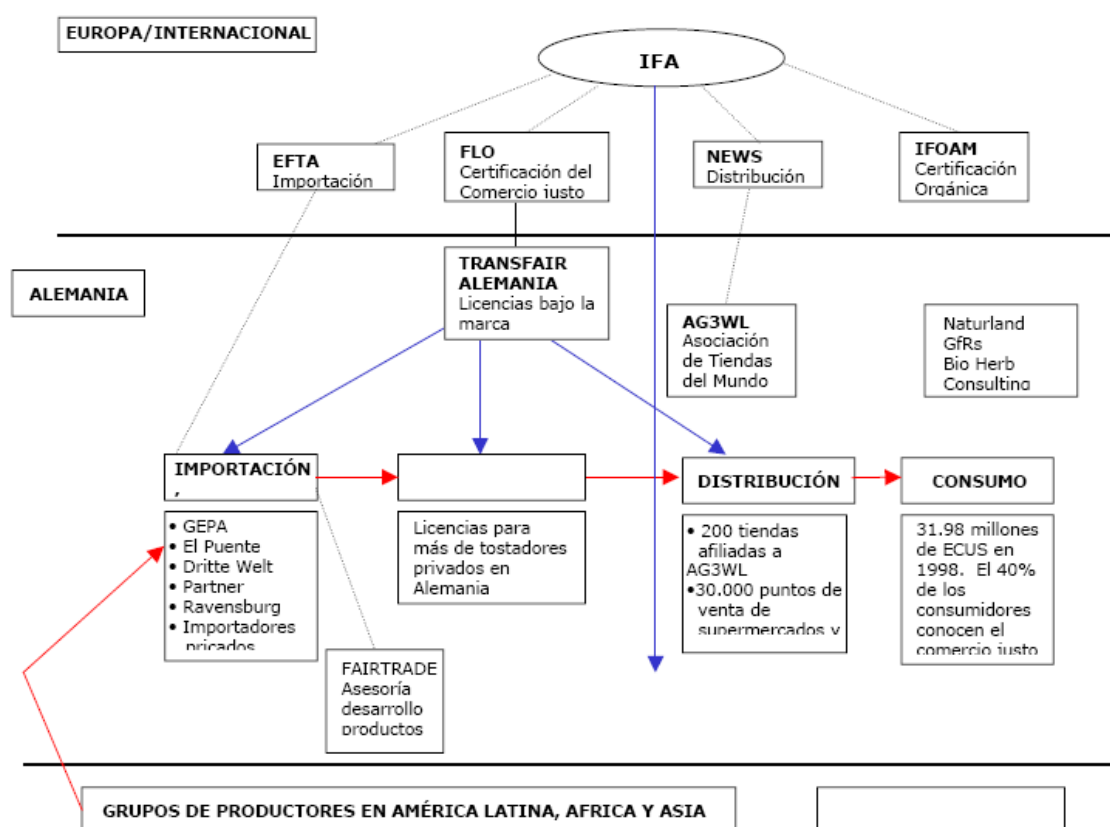 EUROPA/INTERNACIONAL
IFA
EFTA
Importación
FLO
Certificación del
Comercio justo
NEWS
Distribución
IFOAM
Certificación
Orgánica
ALEMANIA
TRANSFAIR
ALEMANIA
Licencias bajo la
marca
AG3WL
Asociación
de Tiendas
del Mundo
Naturland
GfRs
Bio Herb
Consulting
IMPORTACIÓN
,
DISTRIBUCIÓN
CONSUMO
• GEPA
• El Puente
• Dritte Welt
• Partner
• Ravensburg
• Importadores
pricados
Licencias para
más de tostadores
privados en
Alemania
• 200 tiendas
afiliadas a
AG3WL
•30.000 puntos de
venta de
supermercados y
31.98 millones
de ECUS en
1998. El 40%
de los
consumidores
conocen el
comercio justo
FAIRTRADE
Asesoría
desarrollo
productos
GRUPOS DE PRODUCTORES EN AMÉRICA LATINA, AFRICA Y ASIA